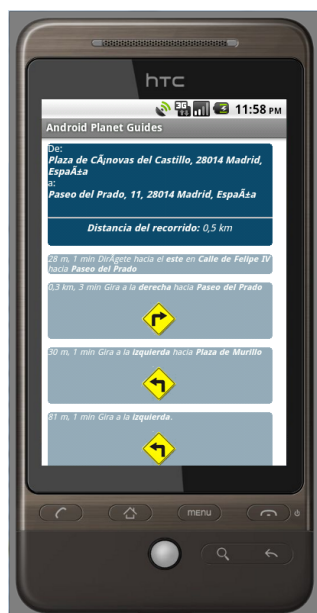 htc
3G
11:58 PM
Android Planet Guides
De:
Plaza de CÃ¡novas del Castillo, 28014 Madrid,
EspaÃ±a
a:
Paseo del Prado, 11, 28014 Madrid, EspaÃ±a
Distancia del recorrido: 0,5 km
28 m, 1 min DirÃ­gete hacia el este en Calle de Felipe IV
hacia Paseo del Prado
0,3 km, 3 min Gira a la derecha hacia Paseo del Prado
30 m, 1 min Gira a la izquierda hacia Plaza de Murillo
81 m, 1 min Gira a la izquierda.
MENU